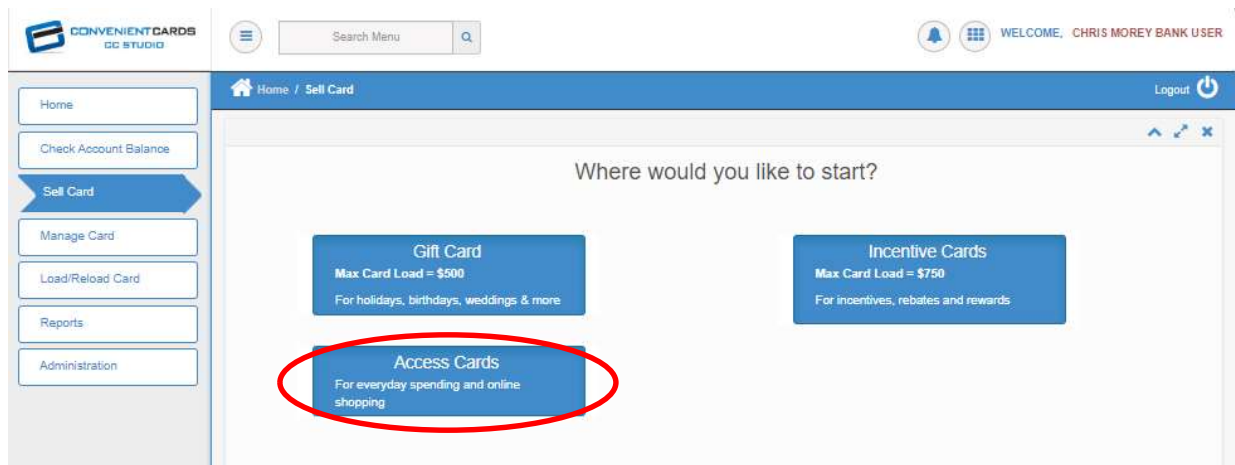 CONVENIENTCARDS
CC STUDIO
Search Menu
WELCOME, CHRIS MOREY BANK USER
Home / Sell Card
Logout
Home
Check Account Balance
Sell Card
Manage Card
Load/Reload Card
Reports
Administration
Where would you like to start?
Gift Card
Max Card Load = $500
For holidays, birthdays, weddings & more
Incentive Cards
Max Card Load = $750
For incentives, rebates and rewards
Access Cards
For everyday spending and online
shopping